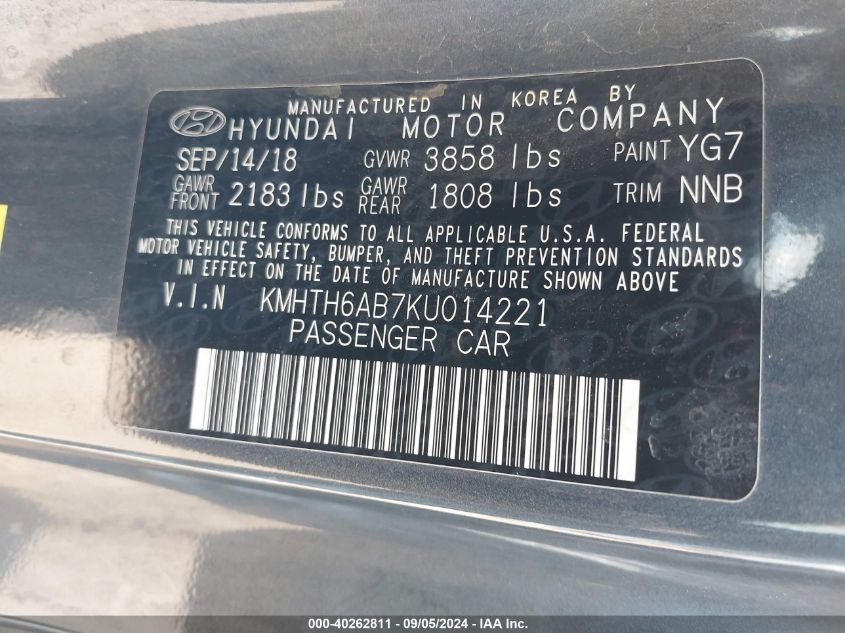 MANUFACTURED IN KOREA BY
HYUNDAI MOTOR COMPANY
SEP/14/18 GVWR 3858 lbs PAINT YG7
GAWR FRONT 2183 lbs GAWR REAR 1808 lbs TRIM NNB
THIS VEHICLE CONFORMS TO ALL APPLICABLE U.S.A. FEDERAL
MOTOR VEHICLE SAFETY, BUMPER, AND THEFT PREVENTION STANDARDS
IN EFFECT ON THE DATE OF MANUFACTURE SHOWN ABOVE
V.I.N KMHTH6AB7KU014221
PASSENGER CAR
000-40262811 - 09/05/2024 - IAA Inc.